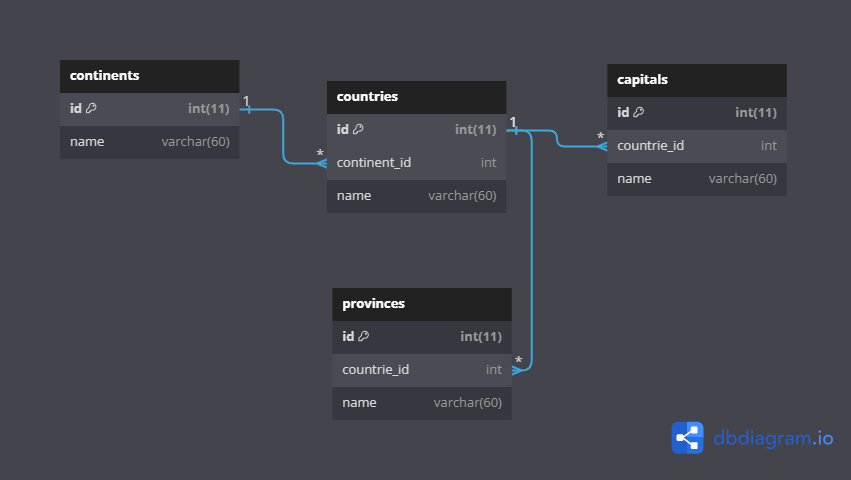 continents
id int(11)
name varchar(60)
1
*
countries
id int(11)
continent_id int
name varchar(60)
1
*
capitals
id int(11)
countrie_id int
name varchar(60)
provinces
id int(11)
countrie_id int
name varchar(60)
*
dbdiagram.io